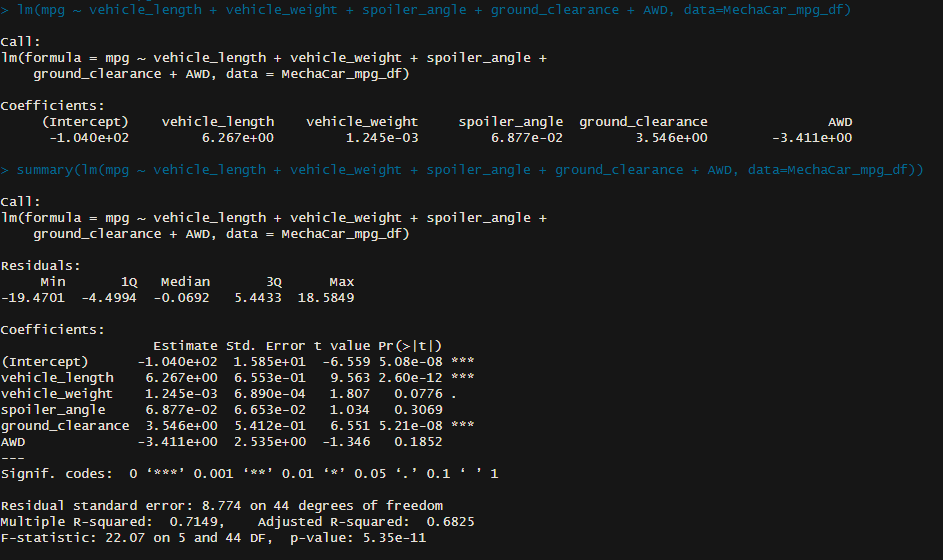 > lm(mpg ~ vehicle_length + vehicle_weight + spoiler_angle + ground_clearance + AWD, data=MechaCar_mpg_df)
Call:
lm(formula = mpg ~ vehicle_length + vehicle_weight + spoiler_angle +
    ground_clearance + AWD, data = MechaCar_mpg_df)
Coefficients:
     (Intercept)    vehicle_length    vehicle_weight     spoiler_angle  ground_clearance               AWD
      -1.040e+02         6.267e+00         1.245e-03         6.877e-02         3.546e+00        -3.411e+00
> summary(lm(mpg ~ vehicle_length + vehicle_weight + spoiler_angle + ground_clearance + AWD, data=MechaCar_mpg_df))
Call:
lm(formula = mpg ~ vehicle_length + vehicle_weight + spoiler_angle +
    ground_clearance + AWD, data = MechaCar_mpg_df)
Residuals:
     Min       1Q   Median       3Q      Max
-19.4701  -4.4994  -0.0692   5.4433  18.5849
Coefficients:
                   Estimate Std. Error t value Pr(>|t|)
(Intercept)      -1.040e+02  1.585e+01  -6.559 5.08e-08 ***
vehicle_length    6.267e+00  6.553e-01   9.563 2.60e-12 ***
vehicle_weight    1.245e-03  6.890e-04   1.807   0.0776 .
spoiler_angle     6.877e-02  6.653e-02   1.034   0.3069
ground_clearance  3.546e+00  5.412e-01   6.551 5.21e-08 ***
AWD              -3.411e+00  2.535e+00  -1.346   0.1852
---
Signif. codes:  0 ‘***’ 0.001 ‘**’ 0.01 ‘*’ 0.05 ‘.’ 0.1 ‘ ’ 1
Residual standard error: 8.774 on 44 degrees of freedom
Multiple R-squared:  0.7149,    Adjusted R-squared:  0.6825
F-statistic: 22.07 on 5 and 44 DF,  p-value: 5.35e-11